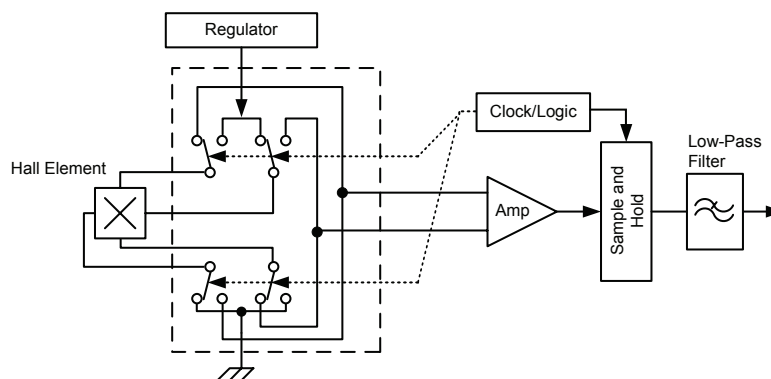 Regulator
Clock/Logic
Low-Pass
Filter
Hall Element
Amp
Sample and
Hold